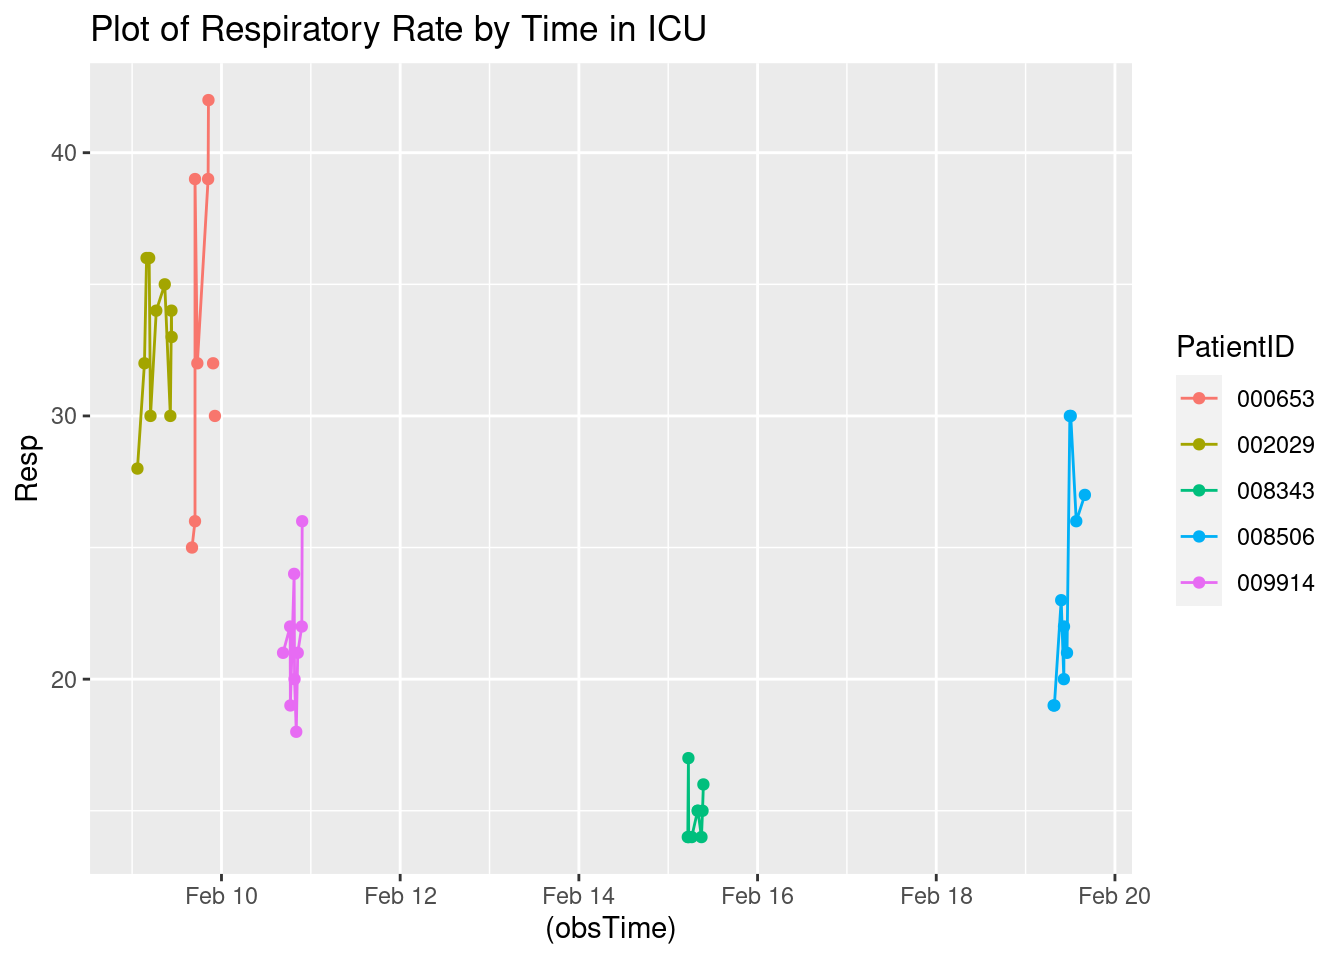 Plot of Respiratory Rate by Time in ICU
40
30
20
Resp
Feb 10
Feb 12
Feb 14
Feb 16
Feb 18
Feb 20
(obsTime)
PatientID
000653
002029
008343
008506
009914